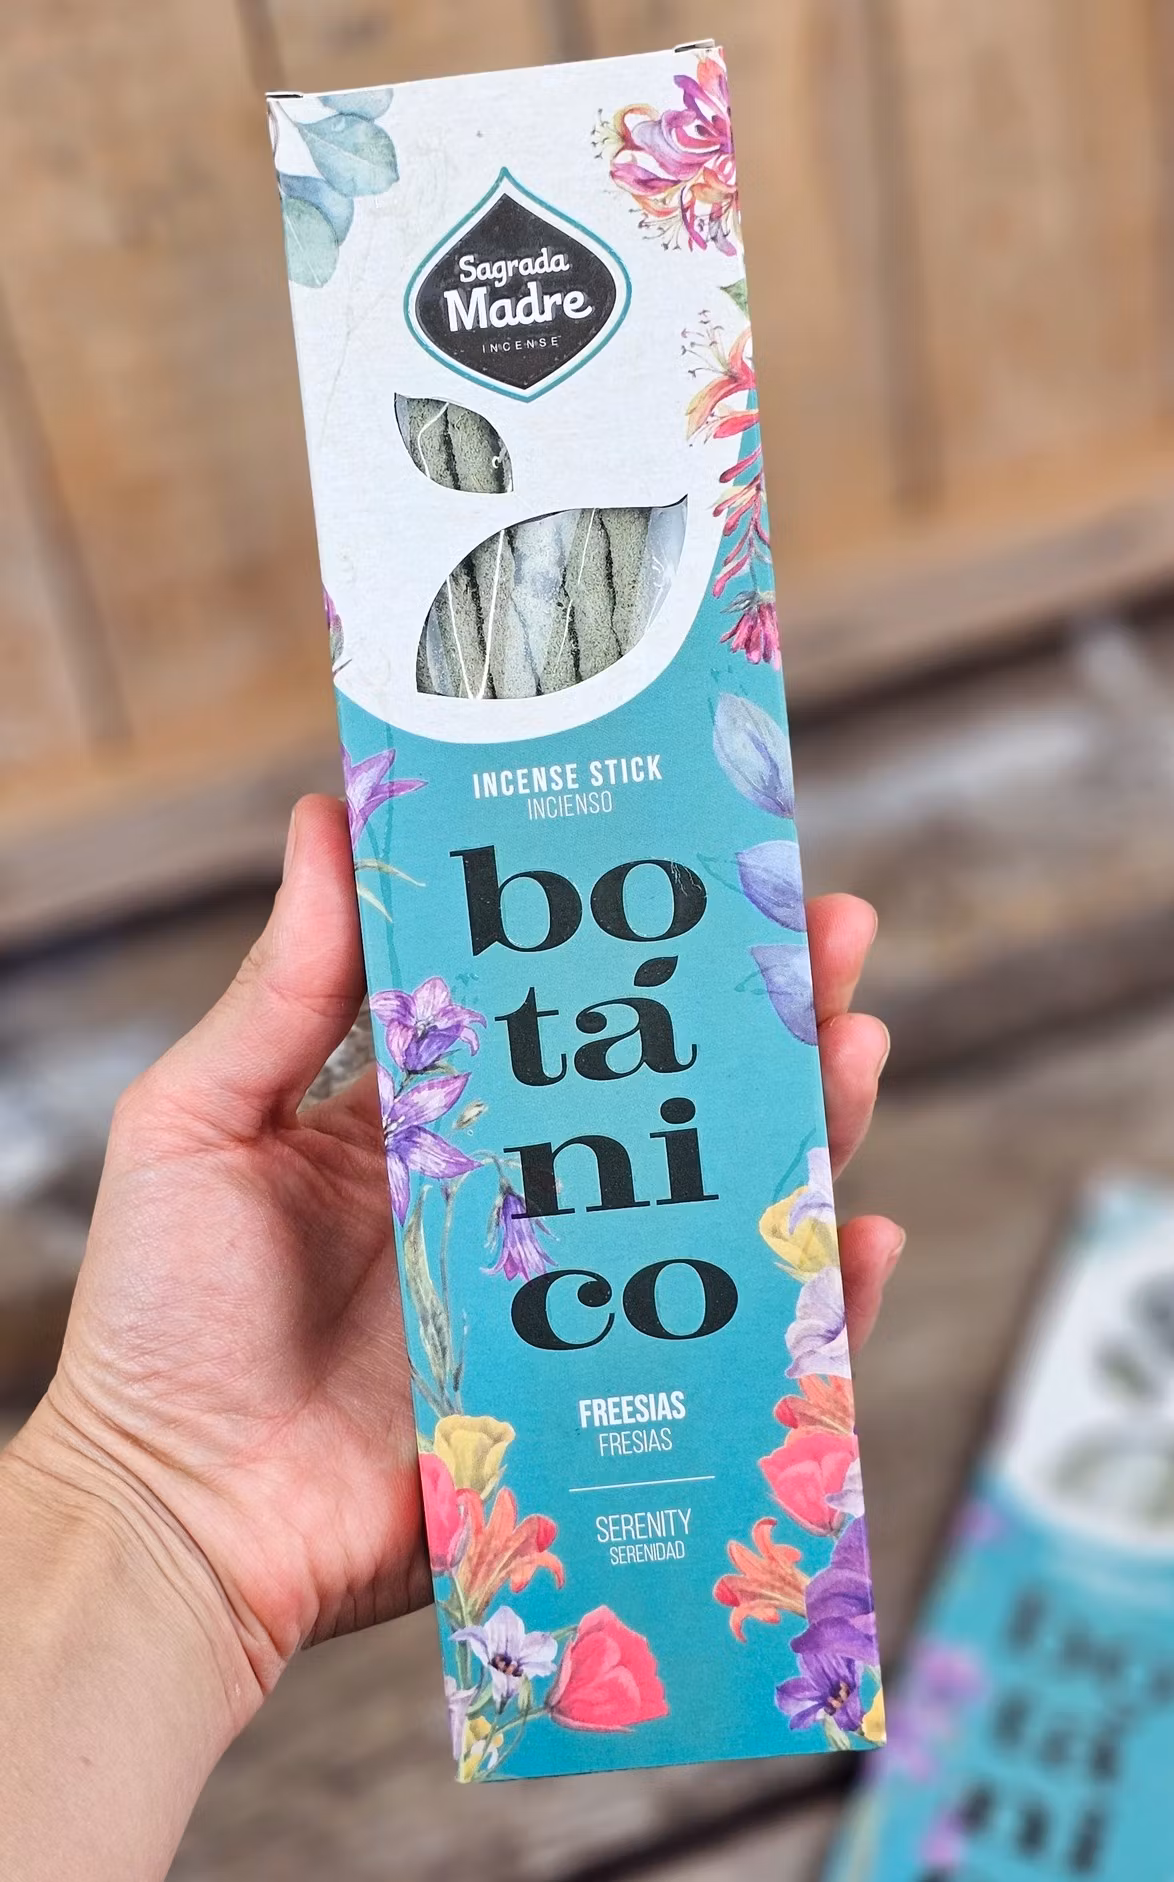 Sagrada
Madre
INCENSE
INCENSE STICK
INCIENSO
bo
tá
ni
co
FREESIAS
FRESIAS
SERENITY
SERENIDAD